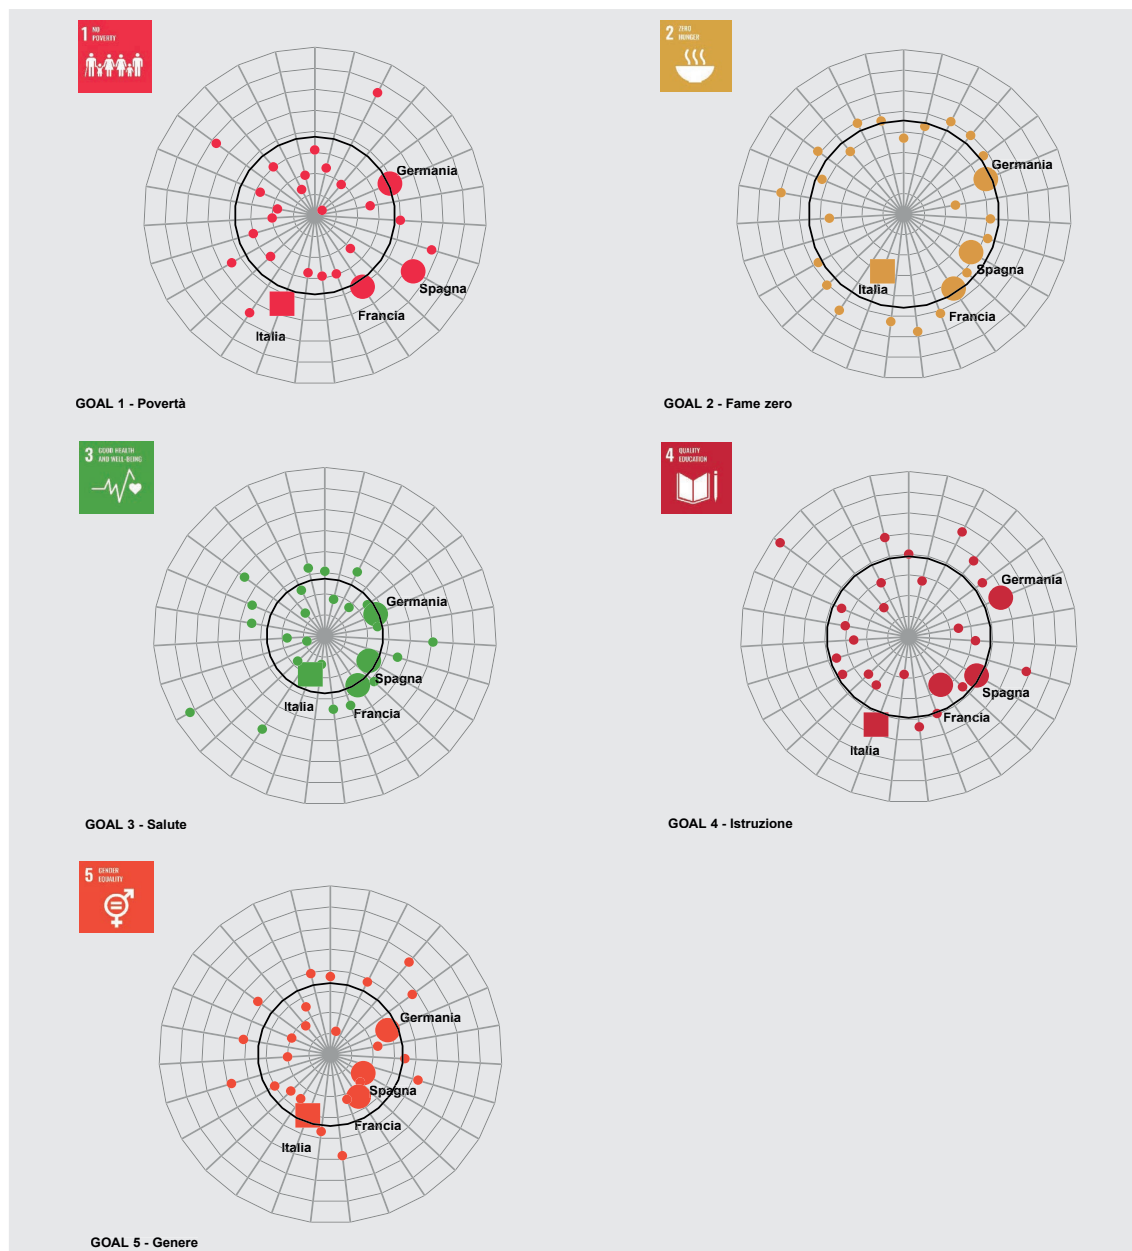 1 NO
POVERTY
Germania
Spagna
Francia
Italia
GOAL 1 - Povertà
2 ZERO
HUNGER
Germania
Spagna
Italia
Francia
GOAL 2 - Fame zero
3 GOOD HEALTH
AND WELL-BEING
Germania
Spagna
Italia
Francia
GOAL 3 - Salute
4 QUALITY
EDUCATION
Germania
Spagna
Francia
Italia
GOAL 4 - Istruzione
5 GENDER
EQUALITY
Germania
Spagna
Francia
Italia
GOAL 5 - Genere